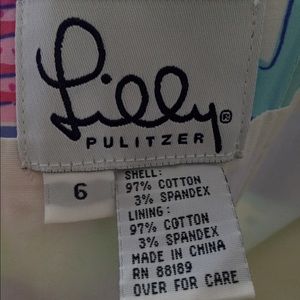 Lilly®
PULITZER
6
SHELL:
97% COTTON
3% SPANDEX
LINING:
97% COTTON
3% SPANDEX
MADE IN CHINA
RN 88189
OVER FOR CARE